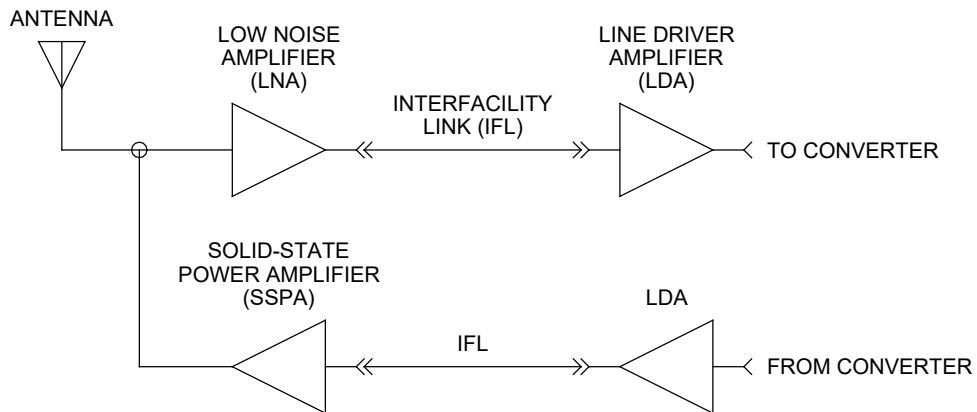 ANTENNA
LOW NOISE
AMPLIFIER
(LNA)
LINE DRIVER
AMPLIFIER
(LDA)
INTERFACILITY
LINK (IFL)
TO CONVERTER
SOLID-STATE
POWER AMPLIFIER
(SSPA)
LDA
IFL
FROM CONVERTER